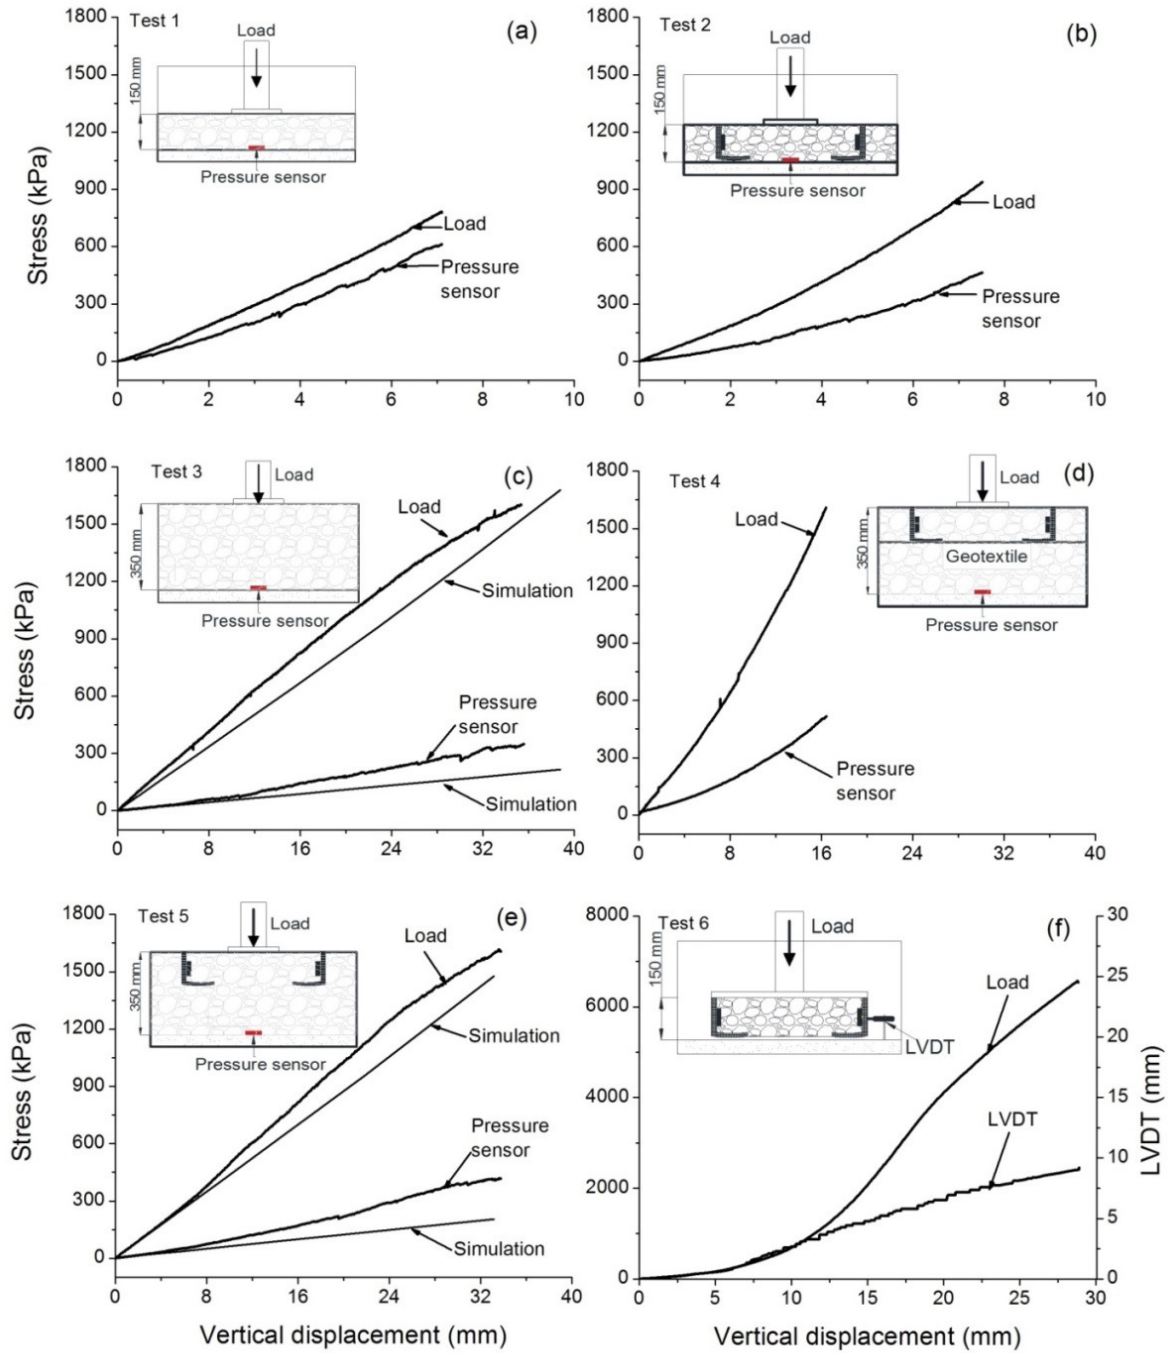 Test 1
(a)
Load
150 mm
Pressure sensor
Load
Pressure
sensor
1800
1500
1200
900
600
300
0
Stress (kPa)
0 2 4 6 8 10
Test 2
(b)
Load
150 mm
Pressure sensor
Load
Pressure
sensor
1800
1500
1200
900
600
300
0
0 2 4 6 8 10
Test 3
(c)
Load
350 mm
Pressure sensor
Load
Simulation
Pressure
sensor
Simulation
1800
1500
1200
900
600
300
0
Stress (kPa)
0 8 16 24 32 40
Test 4
(d)
Load
350 mm
Geotextile
Pressure sensor
Load
Pressure
sensor
1800
1500
1200
900
600
300
0
0 8 16 24 32 40
Test 5
(e)
Load
350 mm
Pressure sensor
Load
Simulation
Pressure
sensor
Simulation
1800
1500
1200
900
600
300
0
Stress (kPa)
0 8 16 24 32 40
Vertical displacement (mm)
Test 6
(f)
Load
150 mm
LVDT
Load
LVDT
8000
6000
4000
2000
0
30
25
20
15
10
5
0
LVDT (mm)
0 5 10 15 20 25 30
Vertical displacement (mm)